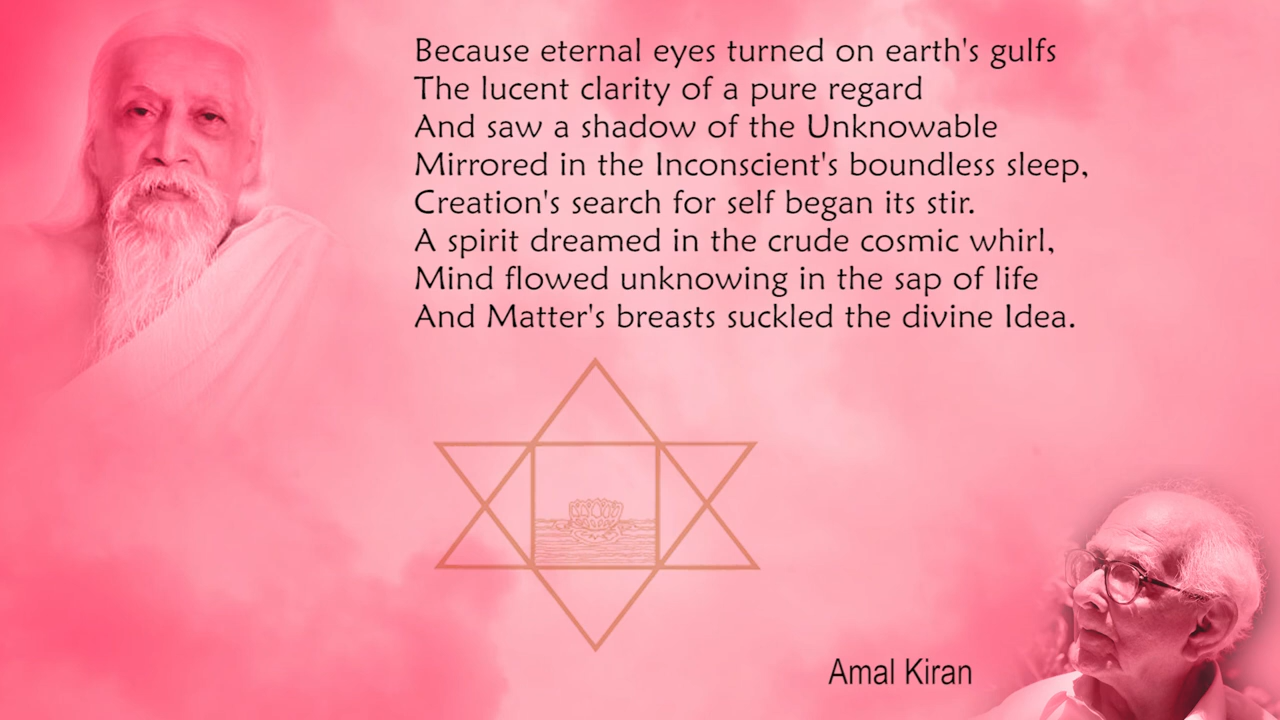 Because eternal eyes turned on earth's gulfs
The lucent clarity of a pure regard
And saw a shadow of the Unknowable
Mirrored in the Inconscient's boundless sleep,
Creation's search for self began its stir.
A spirit dreamed in the crude cosmic whirl,
Mind flowed unknowing in the sap of life
And Matter's breasts suckled the divine Idea.
Amal Kiran